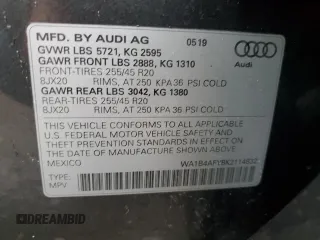 MFD. BY AUDI AG 05/19
GVWR LBS 5721, KG 2595
GAWR FRONT LBS 2888, KG 1310
FRONT-TIRES 255/45 R20
8JX20 RIMS, AT 250 KPA 36 PSI COLD
GAWR REAR LBS 3042, KG 1380
REAR-TIRES 255/45 R20
8JX20 RIMS, AT 250 KPA 36 PSI COLD
THIS VEHICLE CONFORMS TO ALL APPLICABLE
U.S. FEDERAL MOTOR VEHICLE SAFETY AND
THEFT PREVENTION STANDARDS IN EFFECT ON
THE DATE OF MANUFACTURE SHOWN ABOVE.
MEXICO
TYPE:
MPV
Audi
DREAMBID